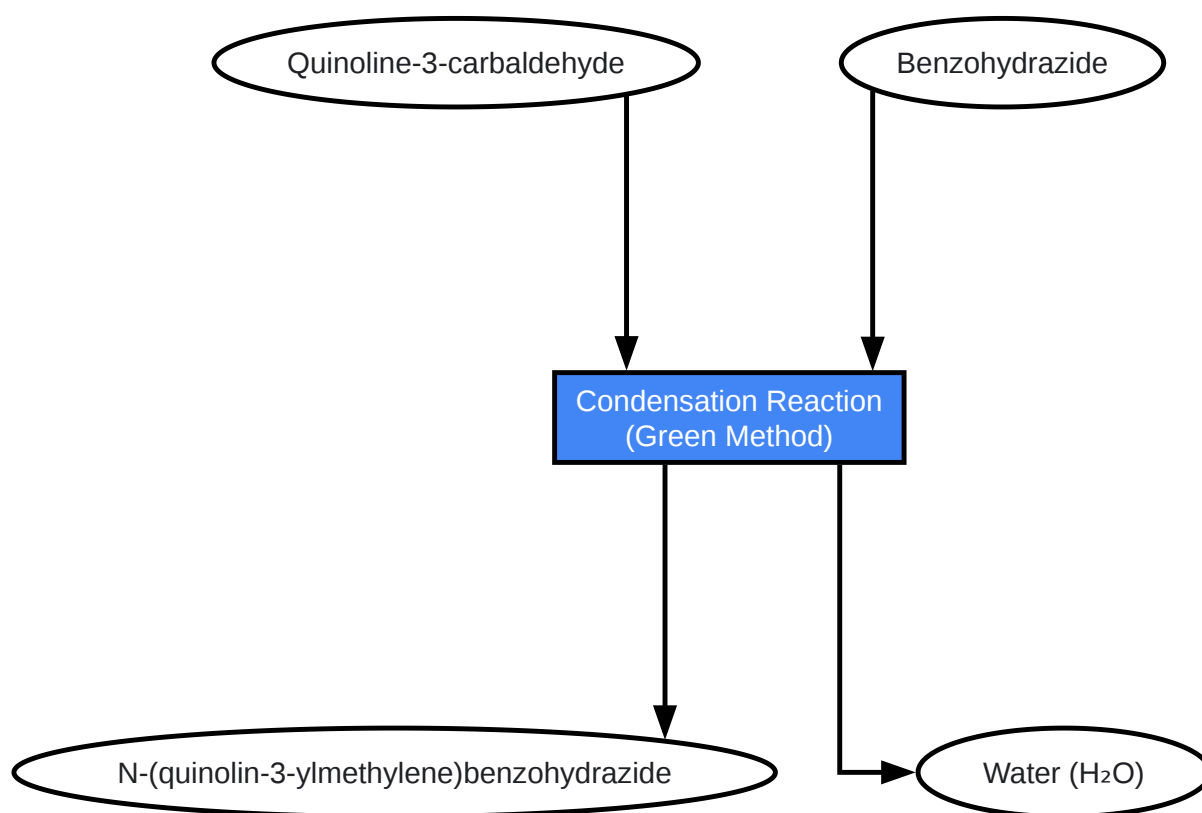 Quinoline-3-carbaldehyde
Benzohydrazide
Condensation Reaction
(Green Method)
N-(quinolin-3-ylmethylene)benzohydrazide
Water (H₂O)